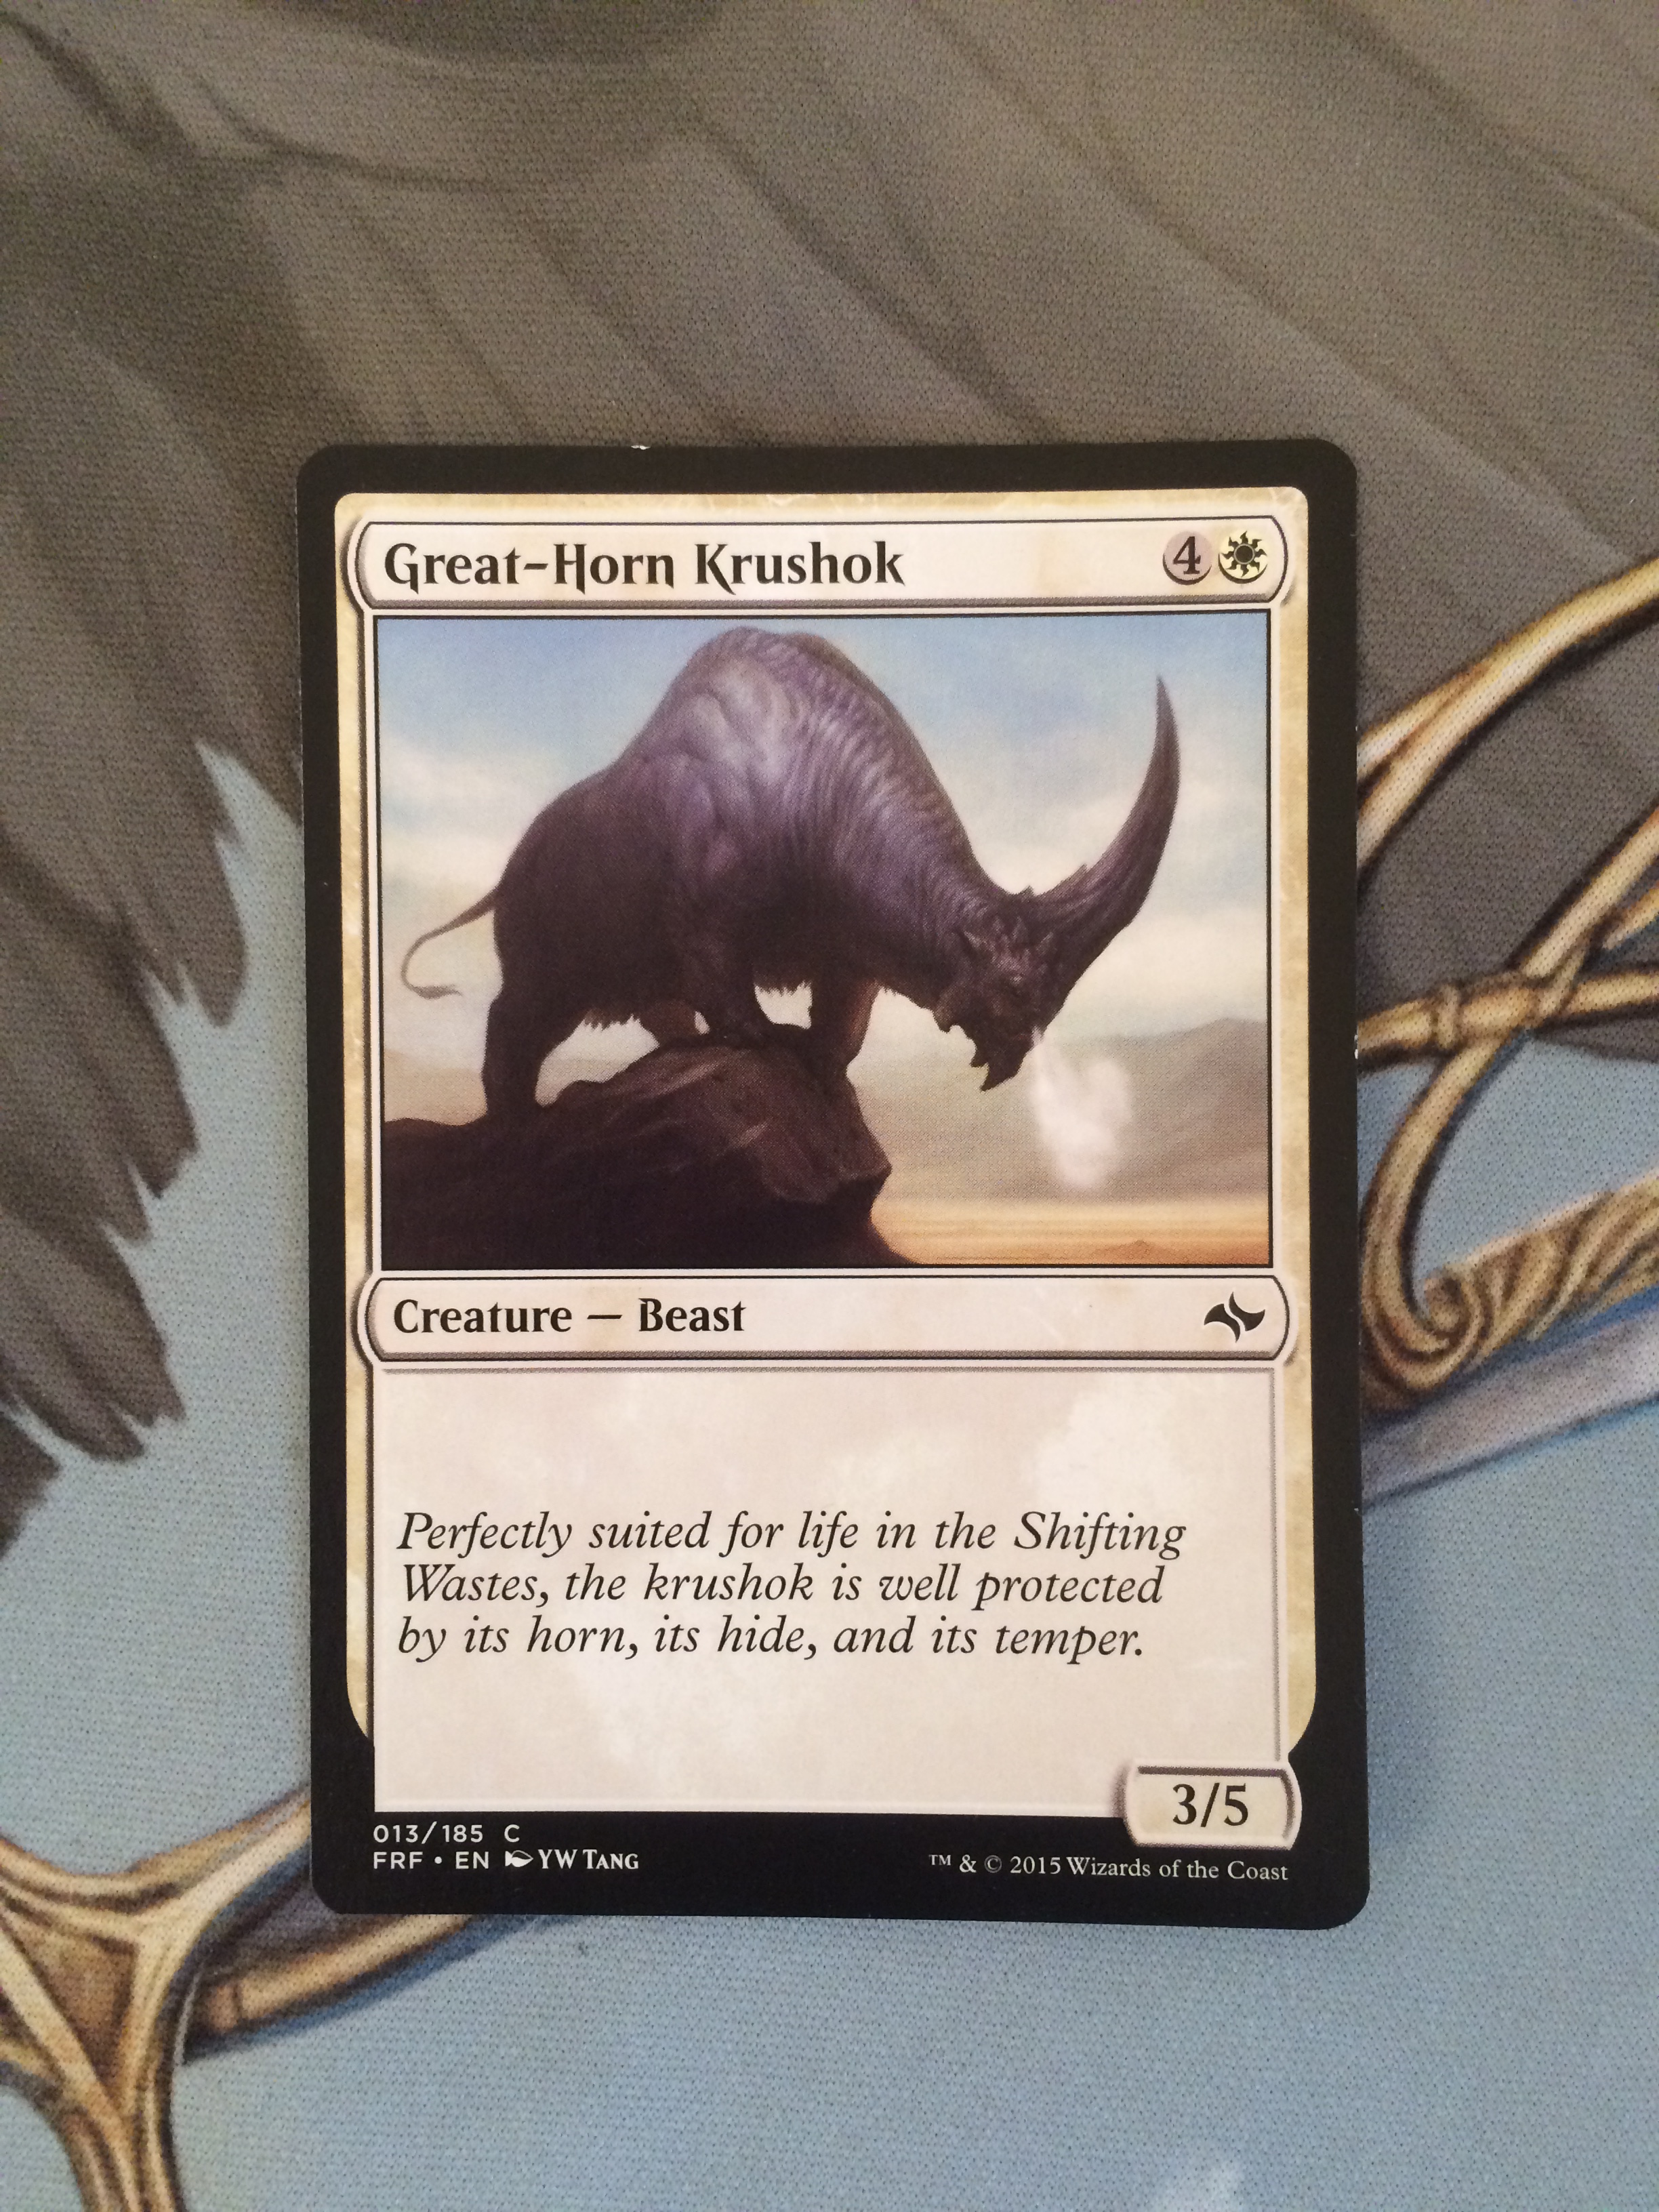 Great-Horn Krushok 4
Creature — Beast
Perfectly suited for life in the Shifting
Wastes, the krushok is well protected
by its horn, its hide, and its temper.
3/5
013/185 C
FRF • EN YW TANG
™ & © 2015 Wizards of the Coast